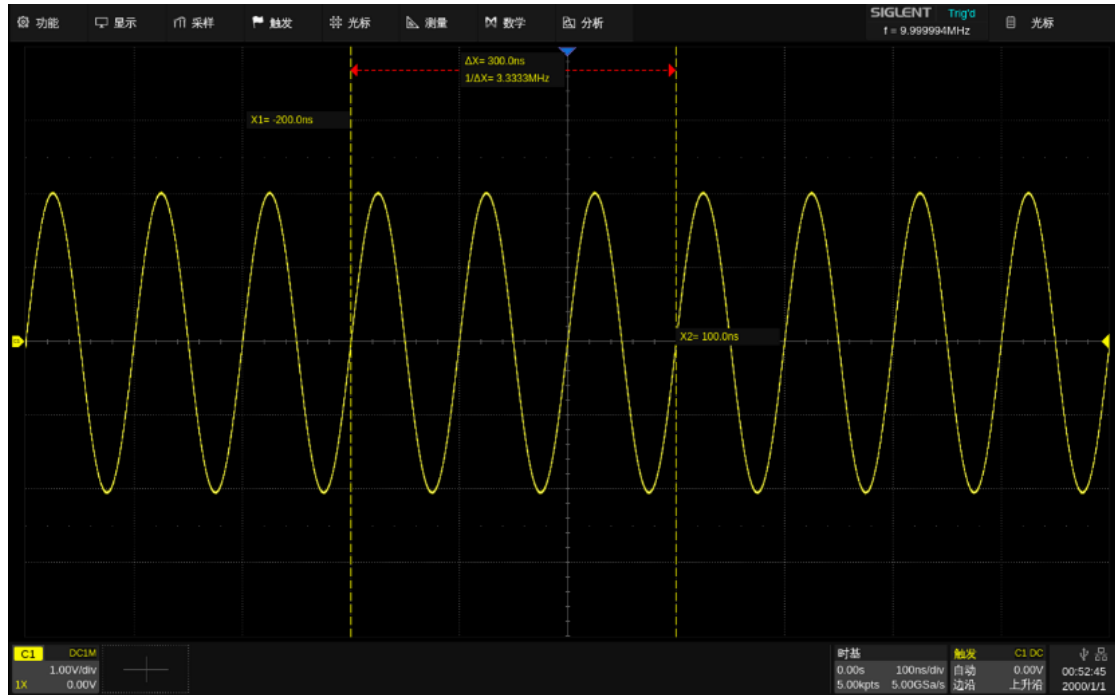 功能
显示
采样
触发
光标
测量
数学
分析
SIGLENT Trig'd
f = 9.999994MHz
光标
ΔX= 300.0ns
1/ΔX= 3.3333MHz
X1= -200.0ns
X2= 100.0ns
C1 DC1M
1.00V/div
1X 0.00V
时基
0.00s 100ns/div
5.00kpts 5.00GSa/s
触发 C1 DC
自动 0.00V
边沿 上升沿
00:52:45
2000/1/1